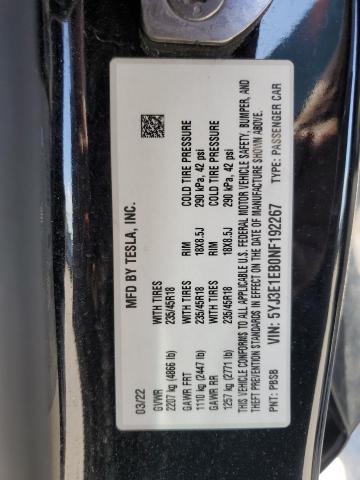 MFD BY TESLA, INC.
03/22
GVWR WITH TIRES RIM COLD TIRE PRESSURE
2207 kg (4866 lb) 235/45R18 18X8.5J 290 kPa, 42 psi
GAWR FRT WITH TIRES RIM COLD TIRE PRESSURE
1110 kg (2447 lb) 235/45R18 18X8.5J 290 kPa, 42 psi
GAWR RR
1257 kg (2771 lb)
THIS VEHICLE CONFORMS TO ALL APPLICABLE U.S. FEDERAL MOTOR VEHICLE SAFETY, BUMPER, AND
THEFT PREVENTION STANDARDS IN EFFECT ON THE DATE OF MANUFACTURE SHOWN ABOVE.
VIN: 5YJ3E1EB0NF192267
PNT: PBSB TYPE: PASSENGER CAR